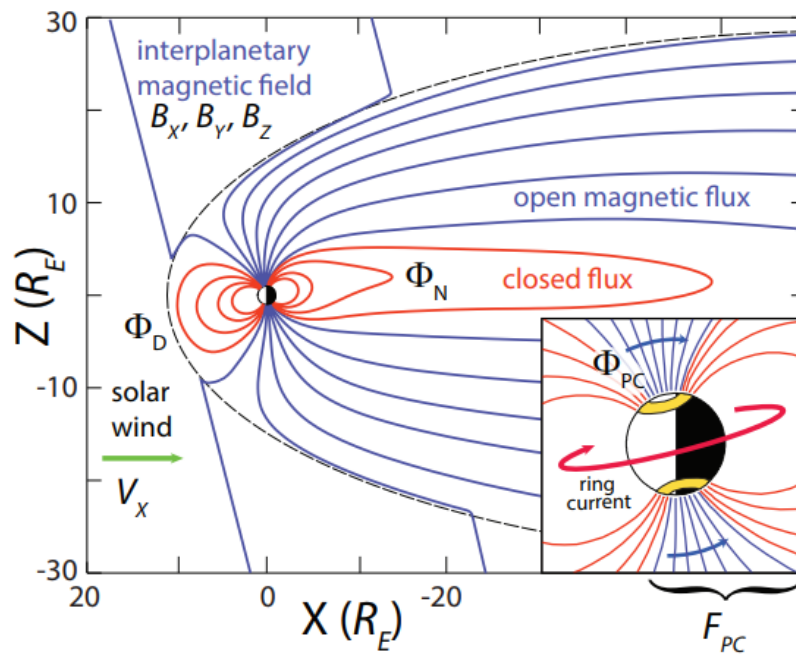 30
interplanetary
magnetic field
B_X, B_Y, B_Z
10
open magnetic flux
Z (R_E)
Φ_N
closed flux
Φ_D
-10
Φ_PC
solar
wind
V_X
ring
current
-30
20
0
-20
X (R_E)
F_PC